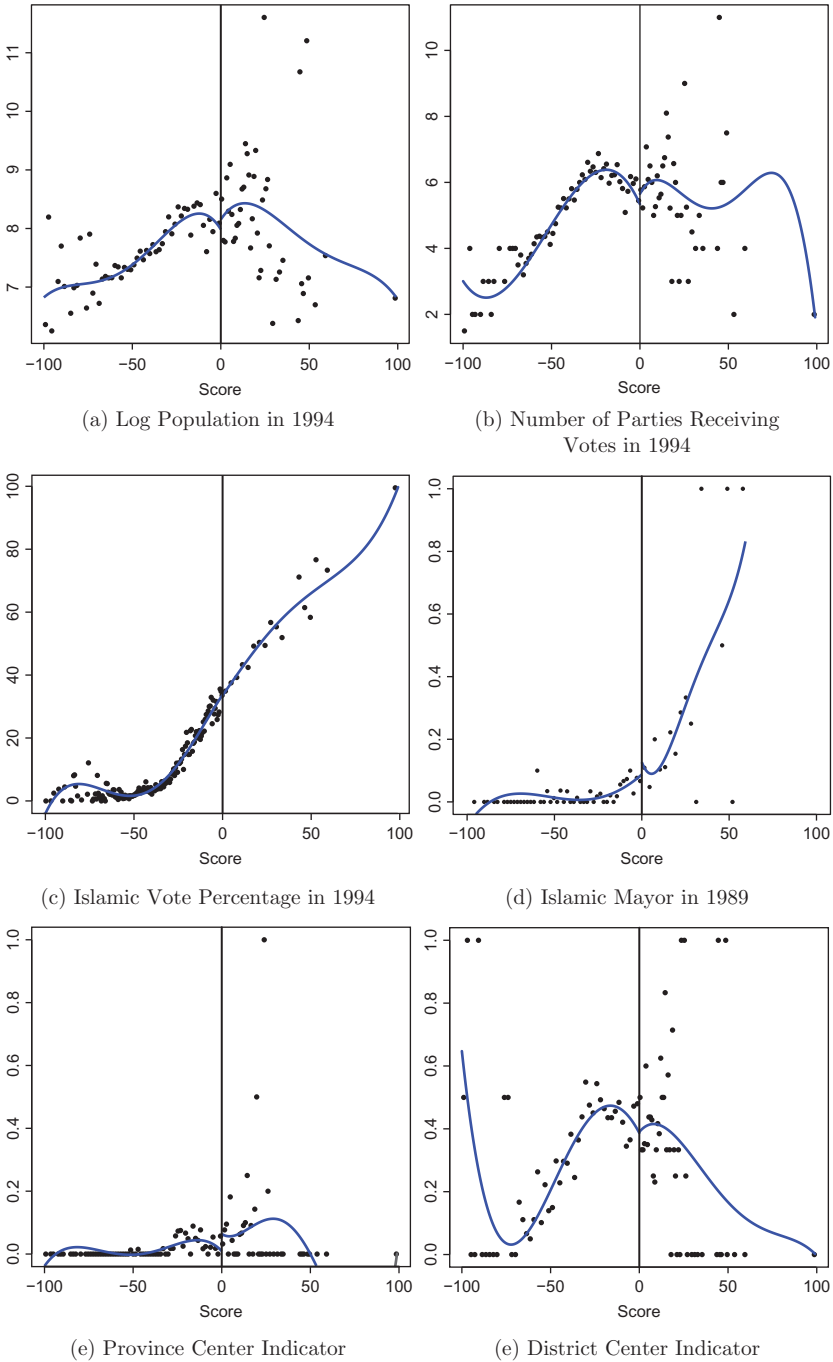 11
10
9
8
7
−100 −50 0 50 100
Score
(a) Log Population in 1994
10
8
6
4
2
−100 −50 0 50 100
Score
(b) Number of Parties Receiving
Votes in 1994
100
80
60
40
20
0
−100 −50 0 50 100
Score
(c) Islamic Vote Percentage in 1994
1.0
0.8
0.6
0.4
0.2
0.0
−100 −50 0 50 100
Score
(d) Islamic Mayor in 1989
1.0
0.8
0.6
0.4
0.2
0.0
−100 −50 0 50 100
Score
(e) Province Center Indicator
1.0
0.8
0.6
0.4
0.2
0.0
−100 −50 0 50 100
Score
(e) District Center Indicator